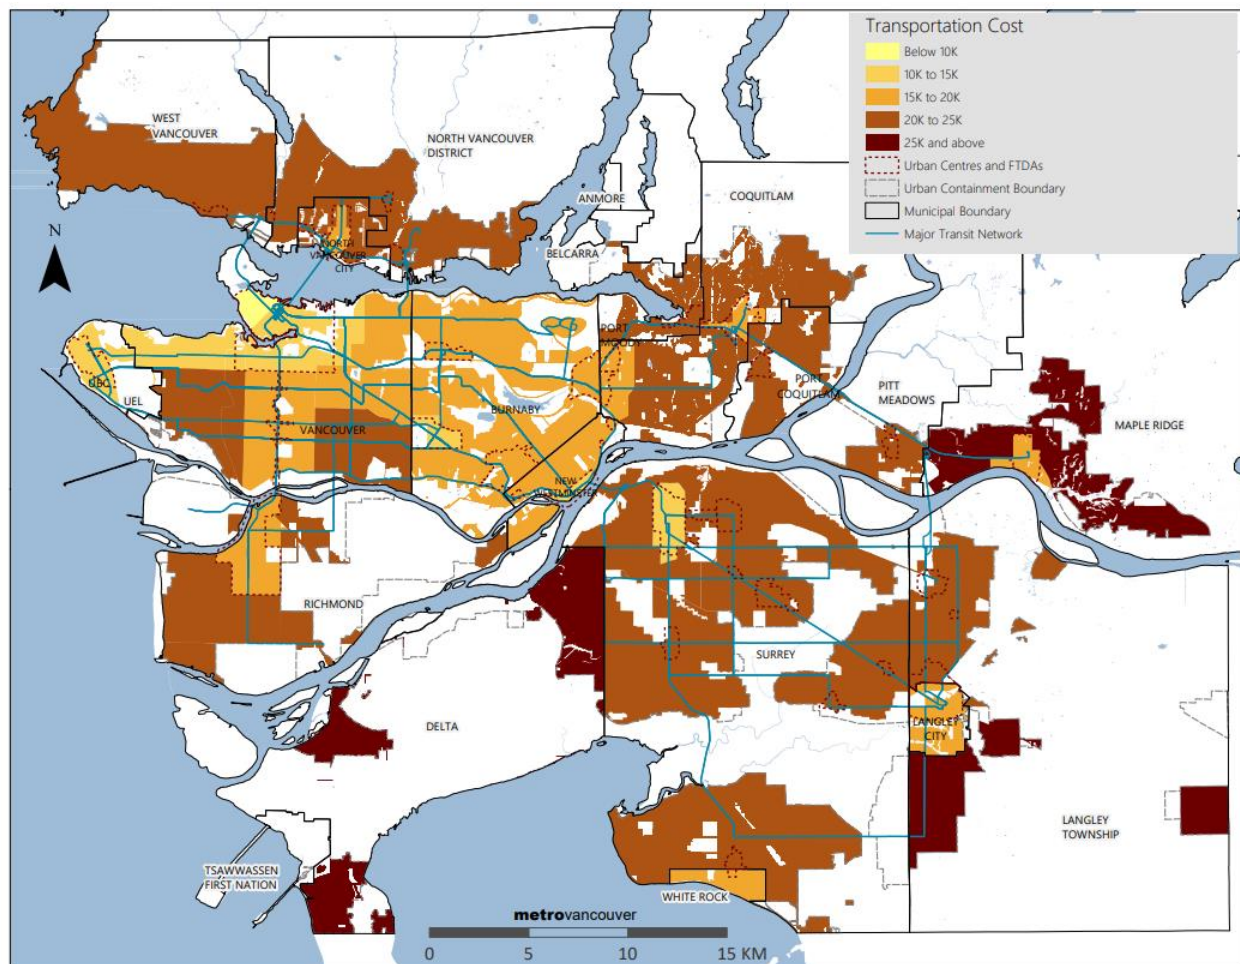 Transportation Cost
Below 10K
10K to 15K
15K to 20K
20K to 25K
25K and above
Urban Centres and FTDAs
Urban Containment Boundary
Municipal Boundary
Major Transit Network
WEST
VANCOUVER
NORTH VANCOUVER
DISTRICT
ANMORE
COQUITLAM
N
NORTH
VANCOUVER
CITY
BELCARRA
PORT
MOODY
UBC
UEL
BURNABY
PORT
COQUITLAM
PITT
MEADOWS
VANCOUVER
MAPLE RIDGE
NEW
WESTMINSTER
RICHMOND
SURREY
DELTA
LANGLEY
CITY
LANGLEY
TOWNSHIP
TSAWWASSEN
FIRST NATION
WHITE ROCK
metrovancouver
0 5 10 15 KM